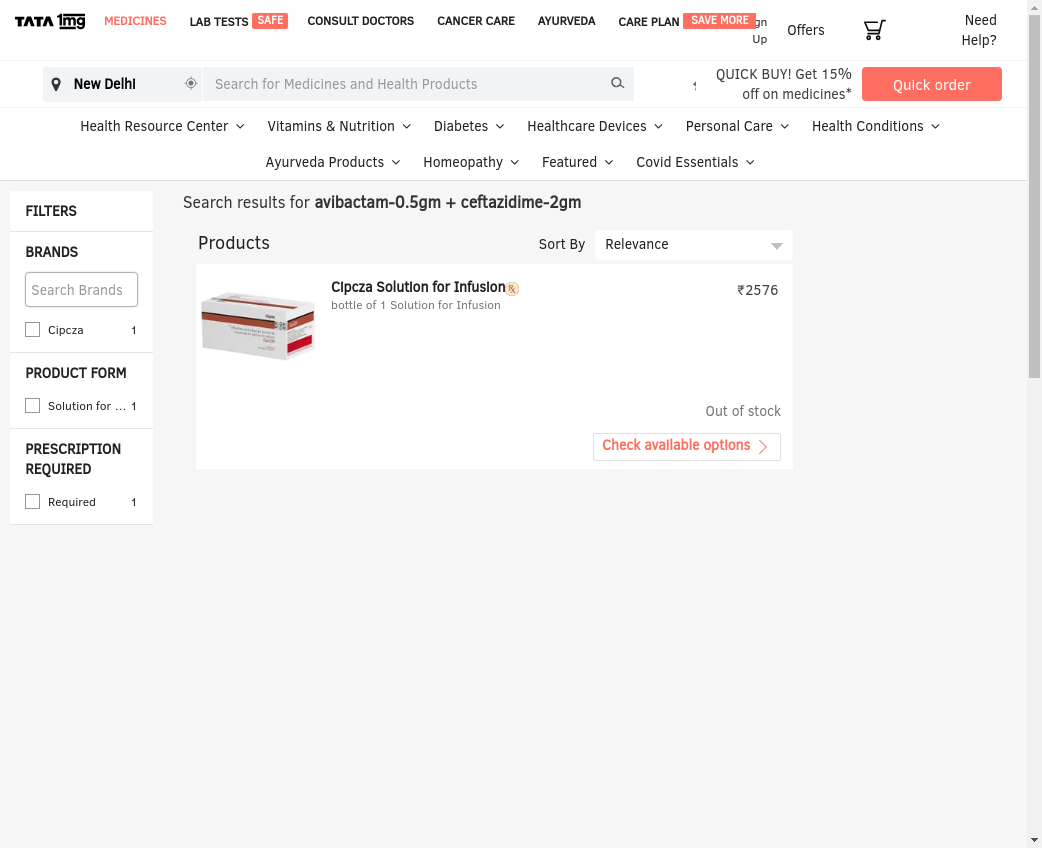 TATA 1mg MEDICINES LAB TESTS SAFE CONSULT DOCTORS CANCER CARE AYURVEDA CARE PLAN SAVE MORE
Up
Offers
Need
Help?
New Delhi
Search for Medicines and Health Products
QUICK BUY! Get 15%
off on medicines*
Quick order
Health Resource Center Vitamins & Nutrition Diabetes Healthcare Devices Personal Care Health Conditions
Ayurveda Products Homeopathy Featured Covid Essentials
FILTERS
BRANDS
Search Brands
Cipcza 1
PRODUCT FORM
Solution for ... 1
PRESCRIPTION
REQUIRED
Required 1
Search results for avibactam-0.5gm + ceftazidime-2gm
Products
Sort By Relevance
Cipcza Solution for Infusion
bottle of 1 Solution for Infusion
₹2576
Out of stock
Check available options